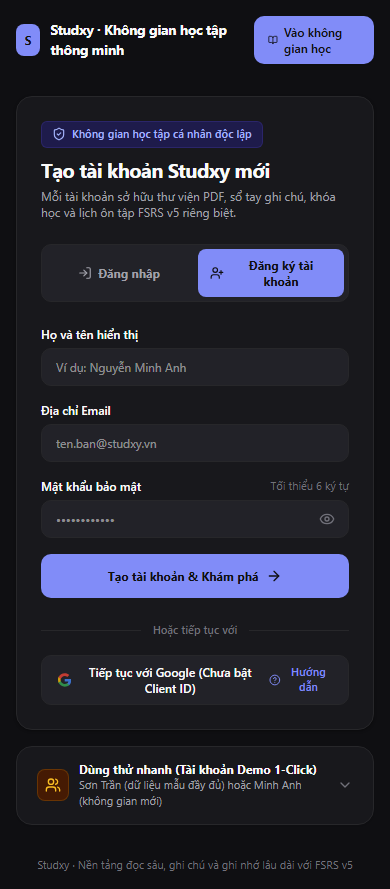 S
Studxy · Không gian học tập
thông minh
Vào không
gian học
Không gian học tập cá nhân độc lập
Tạo tài khoản Studxy mới
Mỗi tài khoản sở hữu thư viện PDF, sổ tay ghi chú, khóa
học và lịch ôn tập FSRS v5 riêng biệt.
Đăng nhập
Đăng ký tài
khoản
Họ và tên hiển thị
Ví dụ: Nguyễn Minh Anh
Địa chỉ Email
ten.ban@studxy.vn
Mật khẩu bảo mật
Tối thiểu 6 ký tự
••••••••••••
Tạo tài khoản & Khám phá
Hoặc tiếp tục với
Tiếp tục với Google (Chưa bật
Client ID)
Hướng
dẫn
Dùng thử nhanh (Tài khoản Demo 1-Click)
Sơn Trần (dữ liệu mẫu đầy đủ) hoặc Minh Anh
(không gian mới)
Studxy · Nền tảng đọc sâu, ghi chú và ghi nhớ lâu dài với FSRS v5